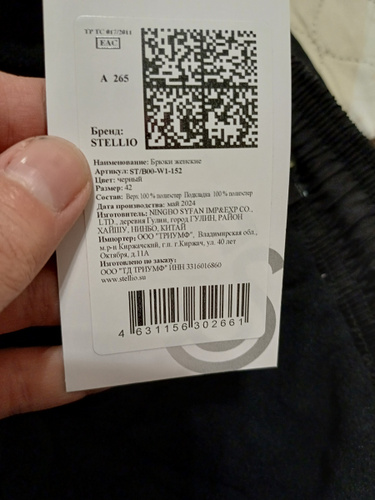 ТР ТС 017/2011
EAC
А 265
Бренд:
STELLIO
Наименование: Брюки женские
Артикул: ST/B00-W1-152
Цвет: черный
Размер: 42
Состав: Верх 100% полиэстер Подкладка 100% полиэстер
Дата производства: май 2024
Изготовитель: NINGBO SYFAN IMP&EXP CO.,
LTD., деревня Гулин, город ГУЛИН, РАЙОН
ХАЙШУ, НИНБО, КИТАЙ
Импортер: ООО "ТРИУМФ", Владимирская обл.,
м.р-н Киржачский, г.п. г Киржач, ул. 40 лет
Октября, д.11А
Изготовлено по заказу:
ООО "ТД ТРИУМФ" ИНН 3316016860
www.stellio.su
4 631156 302661